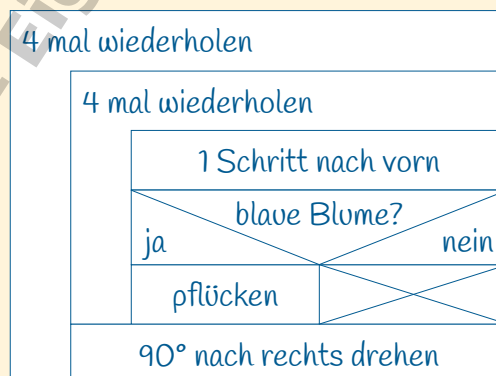 4 mal wiederholen
4 mal wiederholen
1 Schritt nach vorn
blaue Blume?
ja nein
pflücken
90° nach rechts drehen